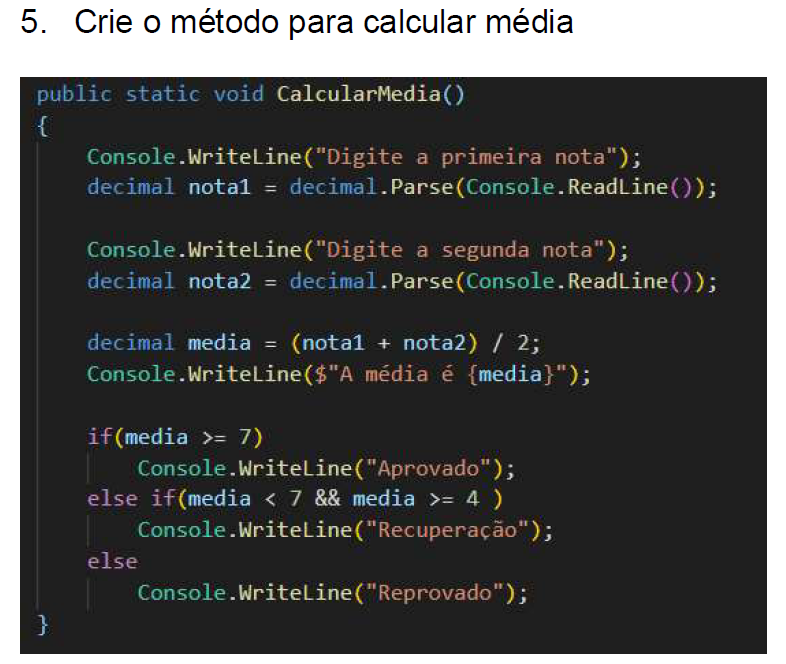 5. Crie o método para calcular média
public static void CalcularMedia()
{
Console.WriteLine("Digite a primeira nota");
decimal nota1 = decimal.Parse(Console.ReadLine());
Console.WriteLine("Digite a segunda nota");
decimal nota2 = decimal.Parse(Console.ReadLine());
decimal media = (nota1 + nota2) / 2;
Console.WriteLine($"A média é {media}");
if(media >= 7)
Console.WriteLine("Aprovado");
else if(media < 7 && media >= 4 )
Console.WriteLine("Recuperação");
else
Console.WriteLine("Reprovado");
}